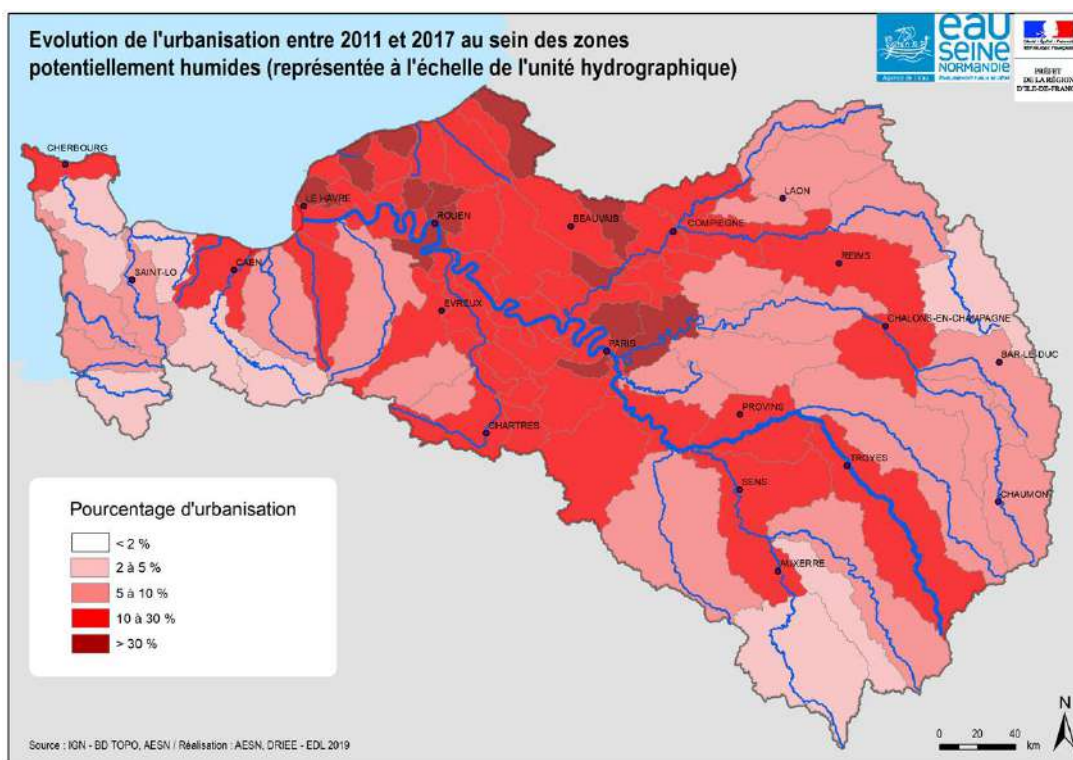 Evolution de l'urbanisation entre 2011 et 2017 au sein des zones
potentiellement humides (représentée à l'échelle de l'unité hydrographique)
eau
SEINE
NORMANDIE
PRÉFET
DE LA RÉGION
D'ILE-DE-FRANCE
CHERBOURG
LE HAVRE
ROUEN
BEAUVAIS
COMPIEGNE
LAON
REIMS
CAEN
SAINT-LO
EVREUX
CHALONS-EN-CHAMPAGNE
PARIS
BAR-LE-DUC
PROVINS
CHARTRES
TROYES
SENS
CHAUMONT
AUXERRE
Pourcentage d'urbanisation
< 2 %
2 à 5 %
5 à 10 %
10 à 30 %
> 30 %
N
0 20 40
km
Source : IGN - BD TOPO, AESN / Réalisation : AESN, DRIEE - EDL 2019